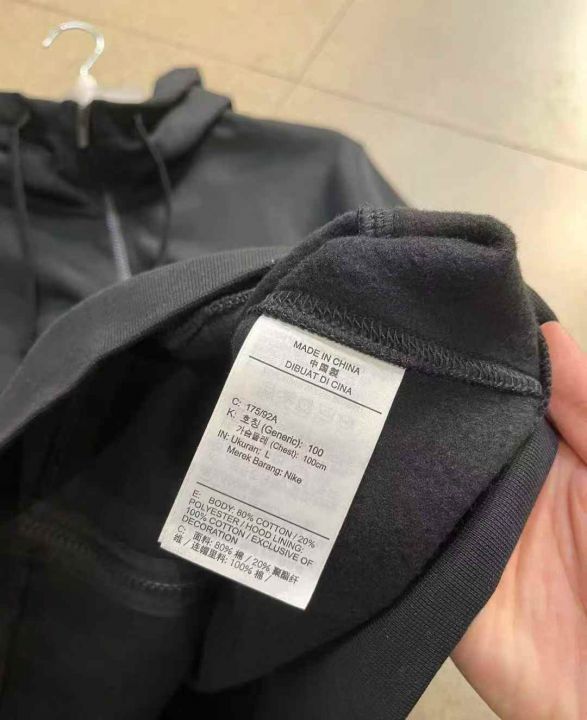 MADE IN CHINA
中国製
DIBUAT DI CINA
C: 175/92A
K: 호칭 (Generic): 100
가슴둘레 (Chest): 100cm
IN: Ukuran: L
Merek Barang: Nike
E: BODY: 80% COTTON / 20%
POLYESTER / HOOD LINING:
100% COTTON / EXCLUSIVE OF
DECORATION
C: 面料: 80% 棉 / 20% 聚酯纤
维 / 连帽里料: 100% 棉 /